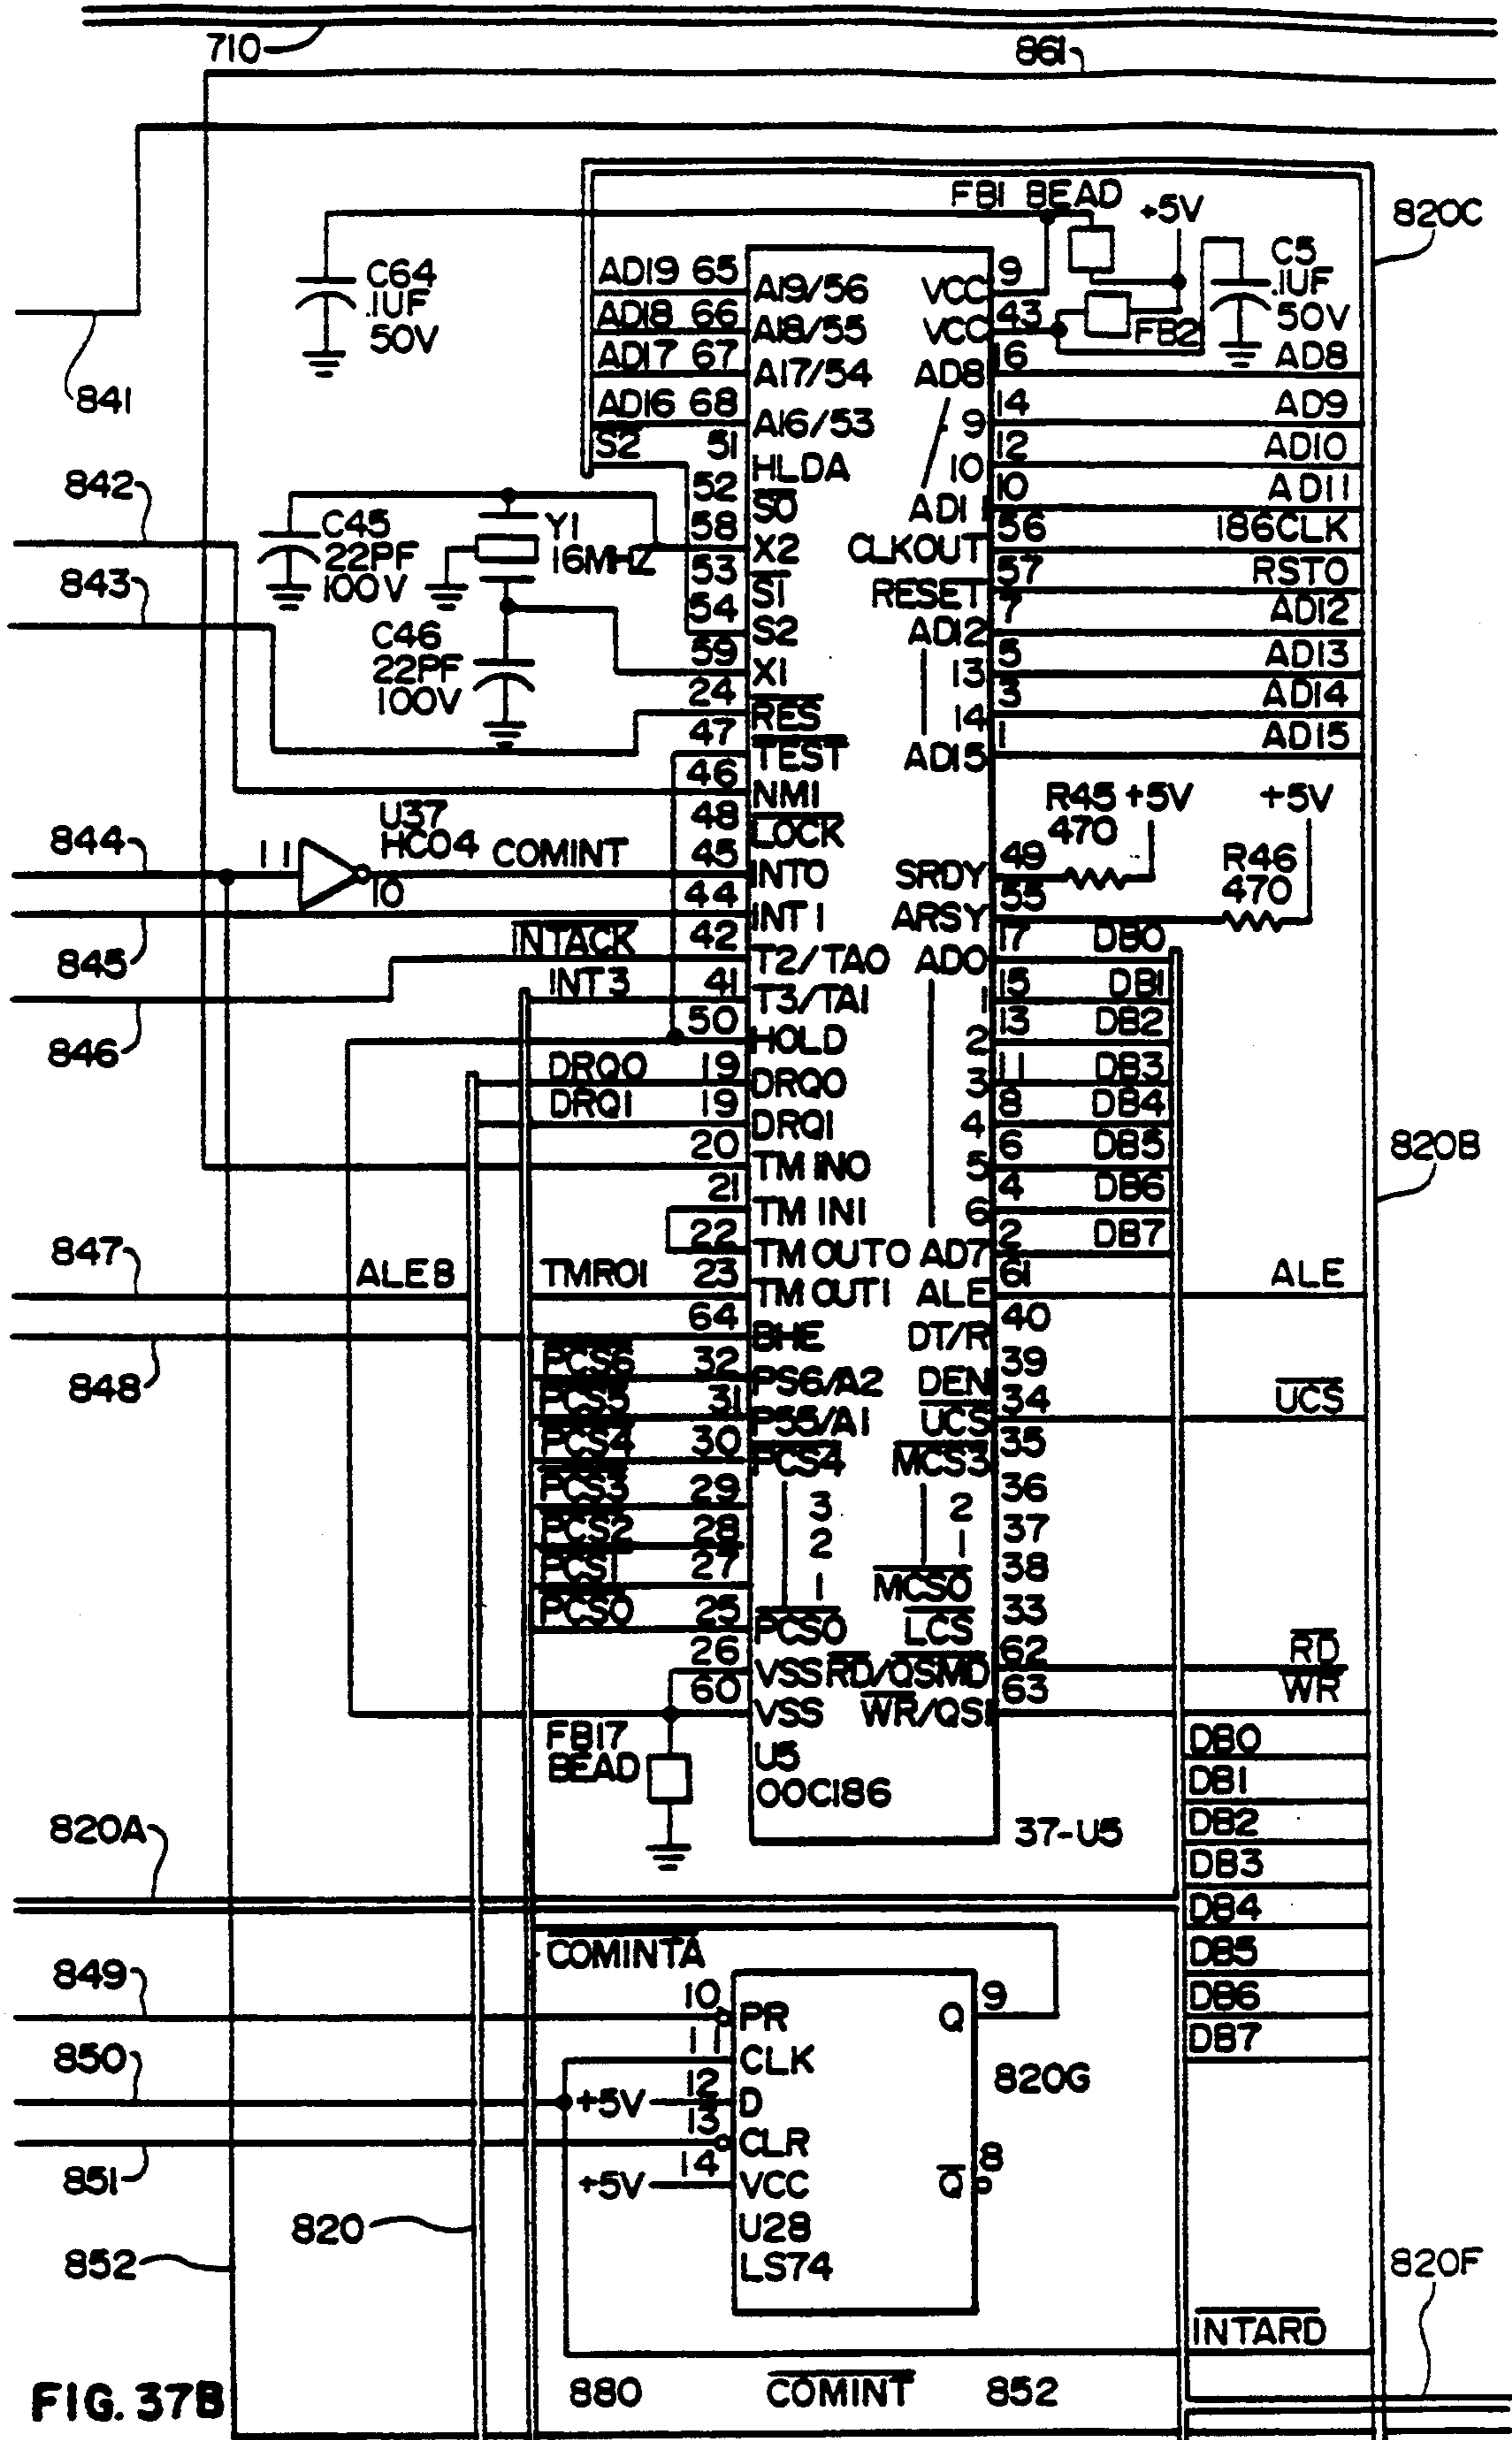 710
861
820C
FB1 BEAD
+5V
C64
.1UF
50V
C5
.1UF
50V
FB2
841
AD19 65 A19/56 VCC 9
AD18 66 A18/55 VCC 43
AD17 67 A17/54 AD8 16 AD8
AD16 68 A16/53 9 14 AD9
S2 51 HLDA 10 12 AD10
52 S0 AD1 10 AD11
842
C45
22PF
100V
Y1
16MHZ
58 X2 CLKOUT 56 186CLK
53 S1 RESET 57 RST0
843
54 S2 AD12 7 AD12
C46
22PF
100V
59 X1 13 5 AD13
24 RES 14 3 AD14
47 TEST AD15 1 AD15
46 NMI
R45 +5V
470
+5V
R46
470
48 LOCK
844
11
U37
HC04
10
COMINT 45 INT0 SRDY 49
44 INT1 ARSY 55
845
INTACK 42 T2/TA0 AD0 17 DB0
INT3 41 T3/TA1 1 15 DB1
846
50 HOLD 2 13 DB2
DRQ0 19 DRQ0 3 11 DB3
DRQ1 19 DRQ1 4 8 DB4
20 TM IN0 5 6 DB5
820B
21 TM IN1 6 4 DB6
22 TM OUT0 AD7 2 DB7
847
ALE8 TMRO1 23 TM OUT1 ALE 61 ALE
64 BHE DT/R 40
848
PCS6 32 PS6/A2 DEN 39
PCS5 31 P55/A1 UCS 34 UCS
PCS4 30 PCS4 MCS3 35
PCS3 29 3 2 36
PCS2 28 2 1 37
PCS1 27 1 MCS0 38
PCS0 25 PCS0 LCS 33
26 VSS RD/QSMD 62 RD
60 VSS WR/QS1 63 WR
FB17
BEAD
U5
00C186
37-U5
DB0
DB1
DB2
DB3
DB4
DB5
DB6
DB7
820A
COMINTA
849
10 PR Q 9
850
11 CLK
820G
+5V 12 D
13 CLR
851
+5V 14 VCC Q 8
U28
LS74
820
852
820F
INTARD
FIG. 37B
880 COMINT 852